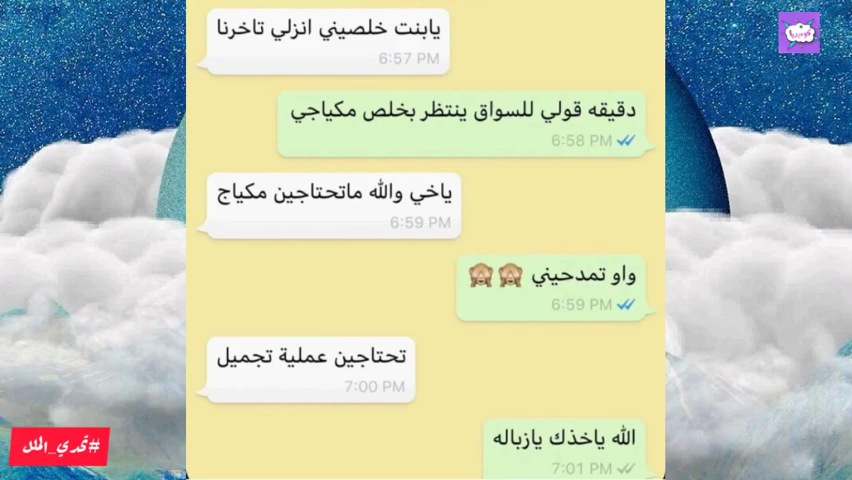 يابنت خلصيني انزلي تاخرنا
6:57 PM
دقيقه قولي للسواق ينتظر بخلص مكياجي
6:58 PM
ياخي والله ماتحتاجين مكياج
6:59 PM
واو تمدحيني 🙈🙈
6:59 PM
تحتاجين عملية تجميل
7:00 PM
الله ياخذك يازباله
7:01 PM
#تحدي_الملل